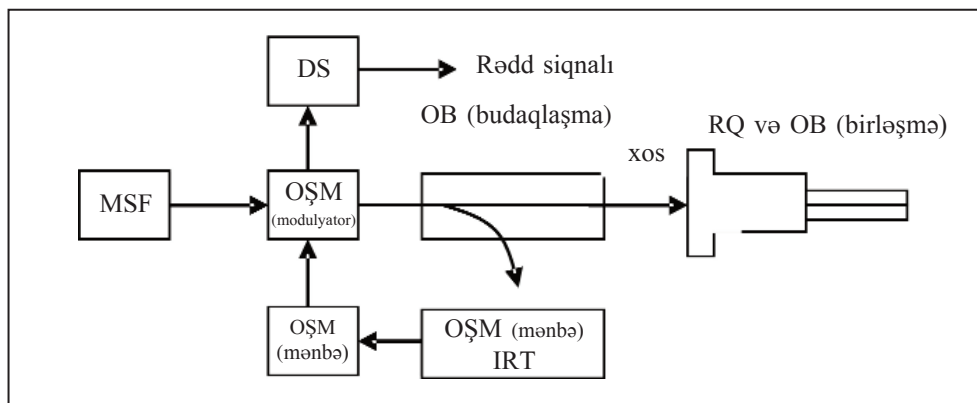 DS
Rədd siqnalı
OB (budaqlaşma)
RQ və OB (birləşmə)
xos
MSF
OŞM
(modulyator)
OŞM
(mənbə)
OŞM (mənbə)
IRT